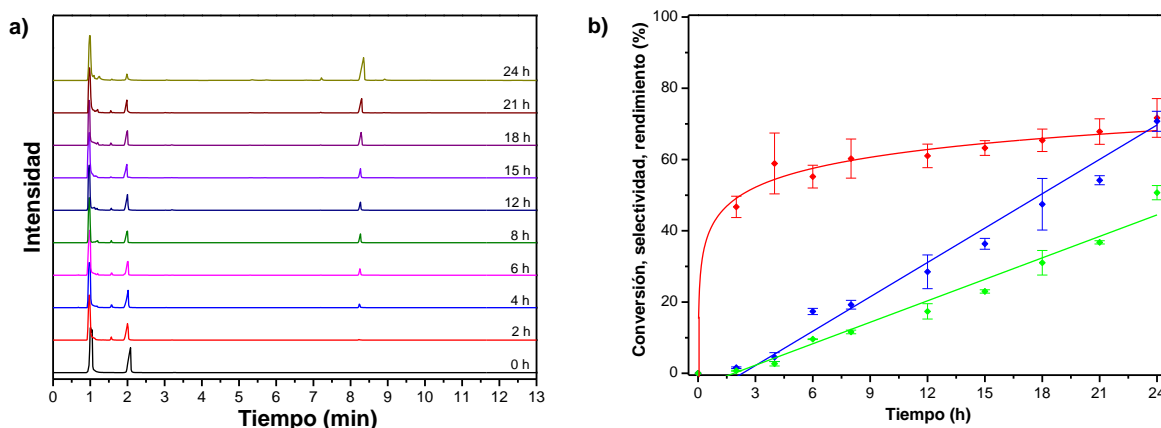 a)
Intensidad
24 h
21 h
18 h
15 h
12 h
8 h
6 h
4 h
2 h
0 h
0 1 2 3 4 5 6 7 8 9 10 11 12 13
Tiempo (min)
b)
Conversión, selectividad, rendimiento (%)
100
80
60
40
20
0
0 3 6 9 12 15 18 21 24
Tiempo (h)